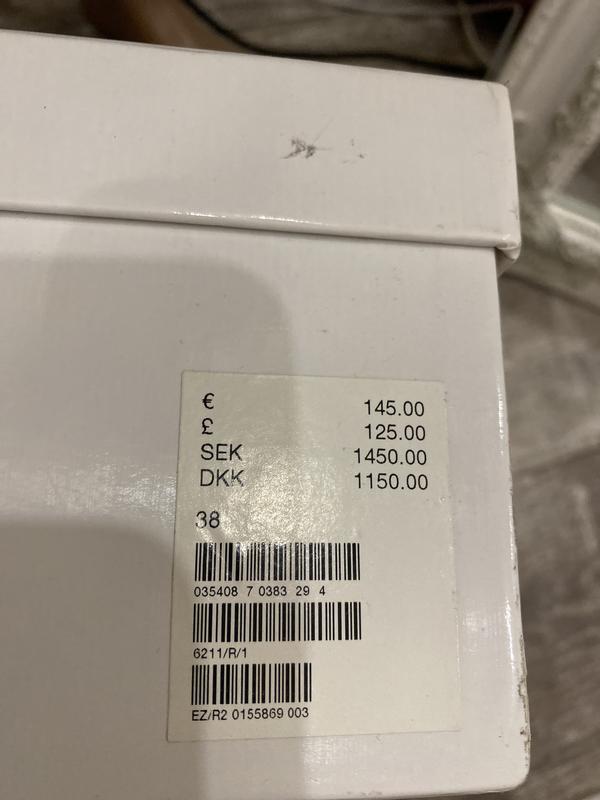 € 145.00
£ 125.00
SEK 1450.00
DKK 1150.00
38
035408 7 0383 29 4
6211/R/1
EZ/R2 0155869 003